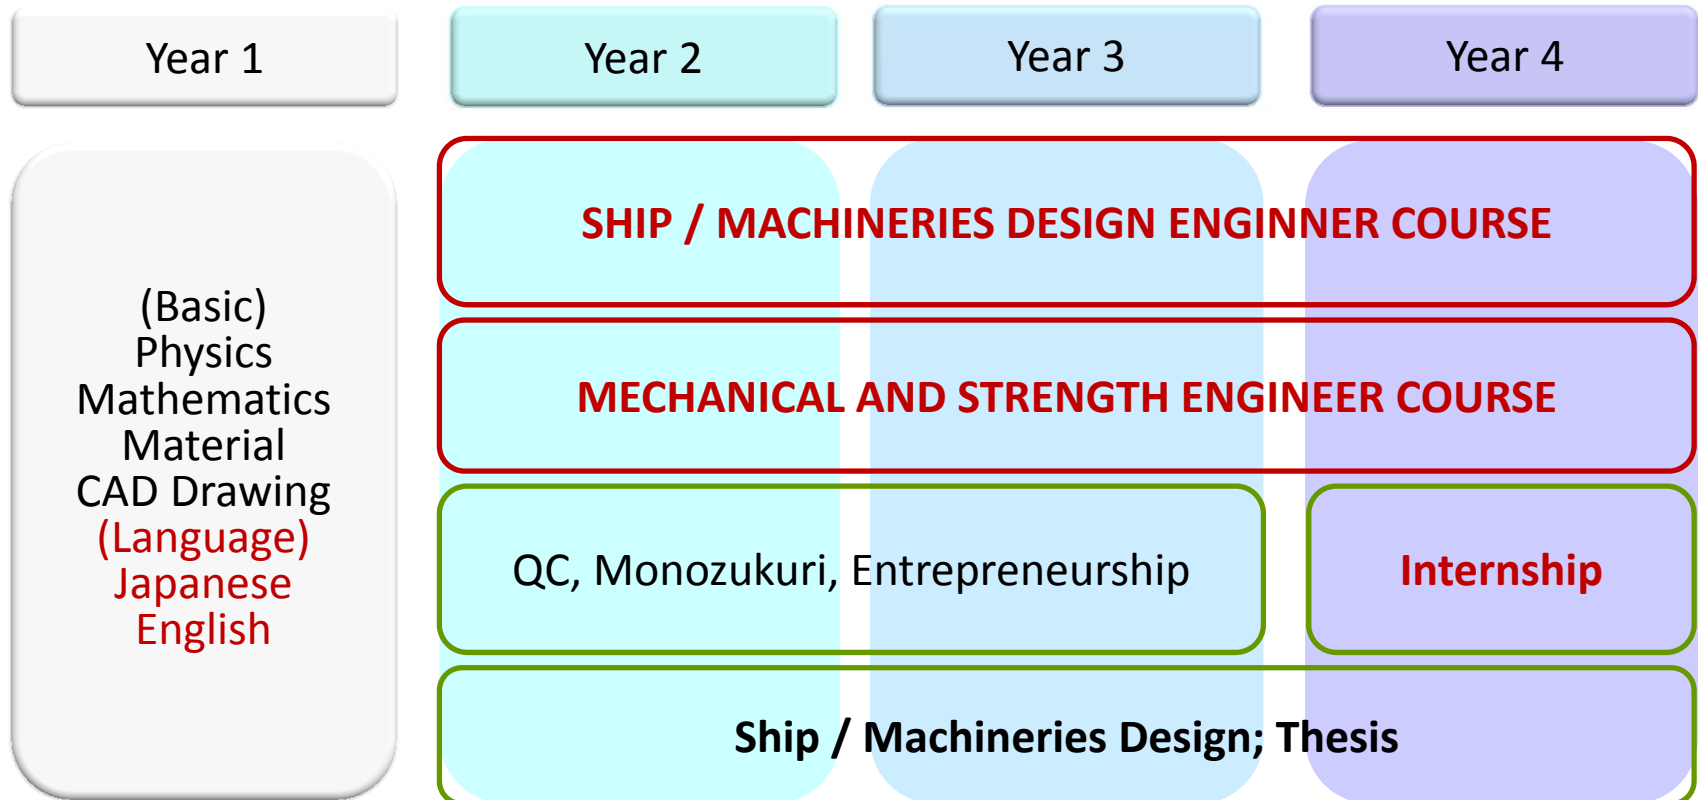 Year 1
Year 2
Year 3
Year 4
(Basic)
Physics
Mathematics
Material
CAD Drawing
(Language)
Japanese
English
SHIP / MACHINERIES DESIGN ENGINNER COURSE
MECHANICAL AND STRENGTH ENGINEER COURSE
QC, Monozukuri, Entrepreneurship
Internship
Ship / Machineries Design; Thesis